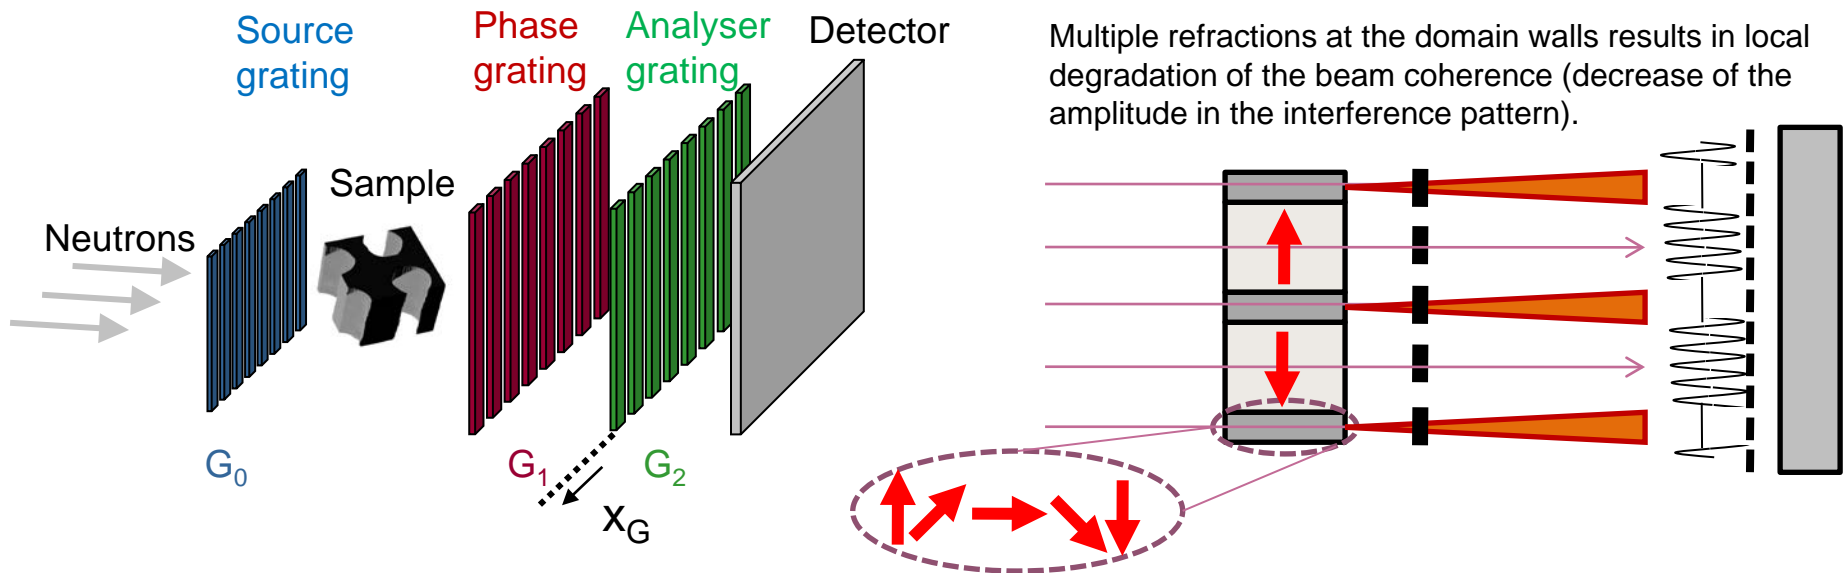 Source
grating
Phase
grating
Analyser
grating
Detector
Sample
Neutrons
G0
G1
G2
xG
Multiple refractions at the domain walls results in local
degradation of the beam coherence (decrease of the
amplitude in the interference pattern).